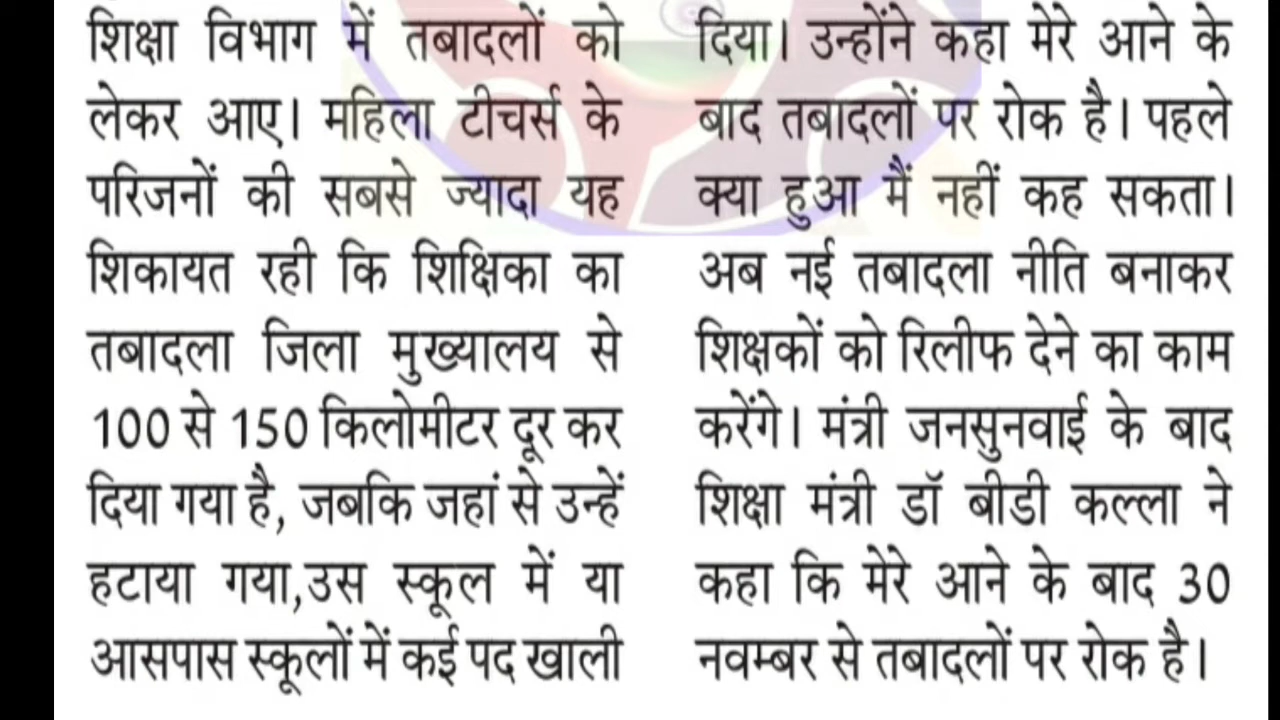 शिक्षा विभाग में तबादलों को
लेकर आए। महिला टीचर्स के
परिजनों की सबसे ज्यादा यह
शिकायत रही कि शिक्षिका का
तबादला जिला मुख्यालय से
100 से 150 किलोमीटर दूर कर
दिया गया है, जबकि जहां से उन्हें
हटाया गया,उस स्कूल में या
आसपास स्कूलों में कई पद खाली
दिया। उन्होंने कहा मेरे आने के
बाद तबादलों पर रोक है। पहले
क्या हुआ मैं नहीं कह सकता।
अब नई तबादला नीति बनाकर
शिक्षकों को रिलीफ देने का काम
करेंगे। मंत्री जनसुनवाई के बाद
शिक्षा मंत्री डॉ बीडी कल्ला ने
कहा कि मेरे आने के बाद 30
नवम्बर से तबादलों पर रोक है।